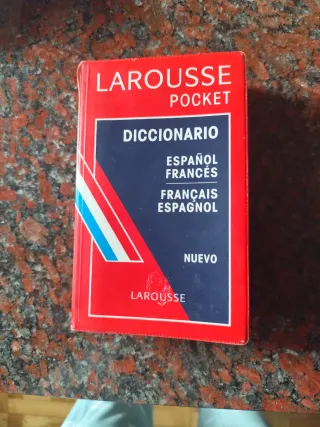 LAROUSSE
POCKET
DICCIONARIO
ESPAÑOL
FRANCÉS
FRANÇAIS
ESPAGNOL
NUEVO
LAROUSSE